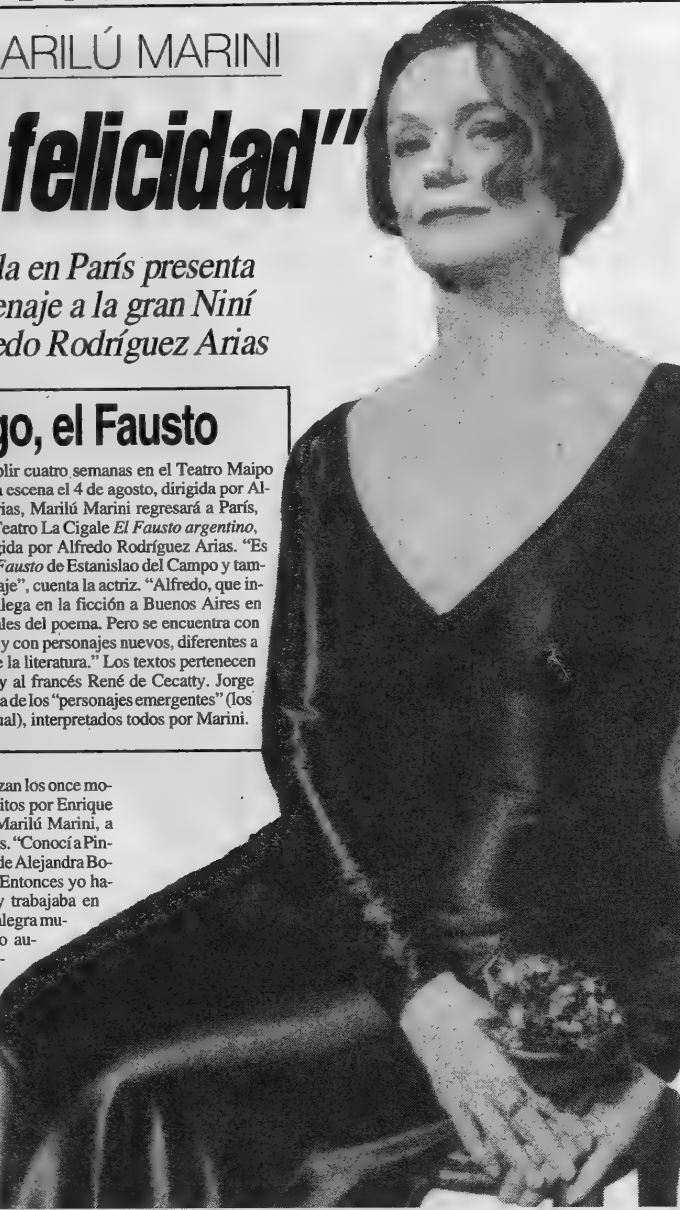 ARILÚ MARINI
felicidad”
la en París presenta
enaje a la gran Niní
edo Rodríguez Arias
go, el Fausto
plir cuatro semanas en el Teatro Maipo
escena el 4 de agosto, dirigida por Al-
rias, Marilú Marini regresará a París,
Teatro La Cigale El Fausto argentino,
gida por Alfredo Rodríguez Arias. “Es
Fausto de Estanislao del Campo y tam-
aje”, cuenta la actriz. “Alfredo, que in-
llega en la ficción a Buenos Aires en
les del poema. Pero se encuentra con
y con personajes nuevos, diferentes a
e la literatura.” Los textos pertenecen
y al francés René de Cecatty. Jorge
a de los “personajes emergentes” (los
nal), interpretados todos por Marini.
zan los once mo-
itos por Enrique
Marilú Marini, a
s. “Conocí a Pin-
de Alejandra Bo-
Entonces yo ha-
y trabajaba en
alegra mu-
o au-
-